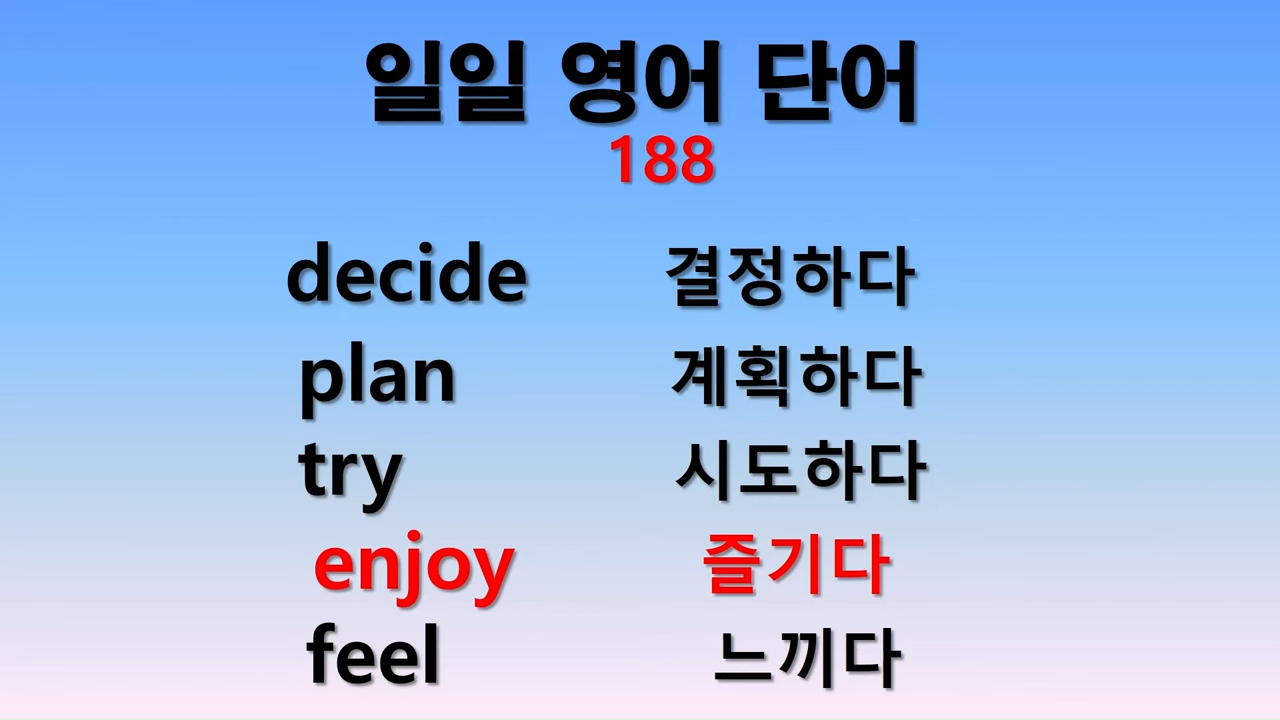 일일 영어 단어
188
decide 결정하다
plan 계획하다
try 시도하다
enjoy 즐기다
feel 느끼다